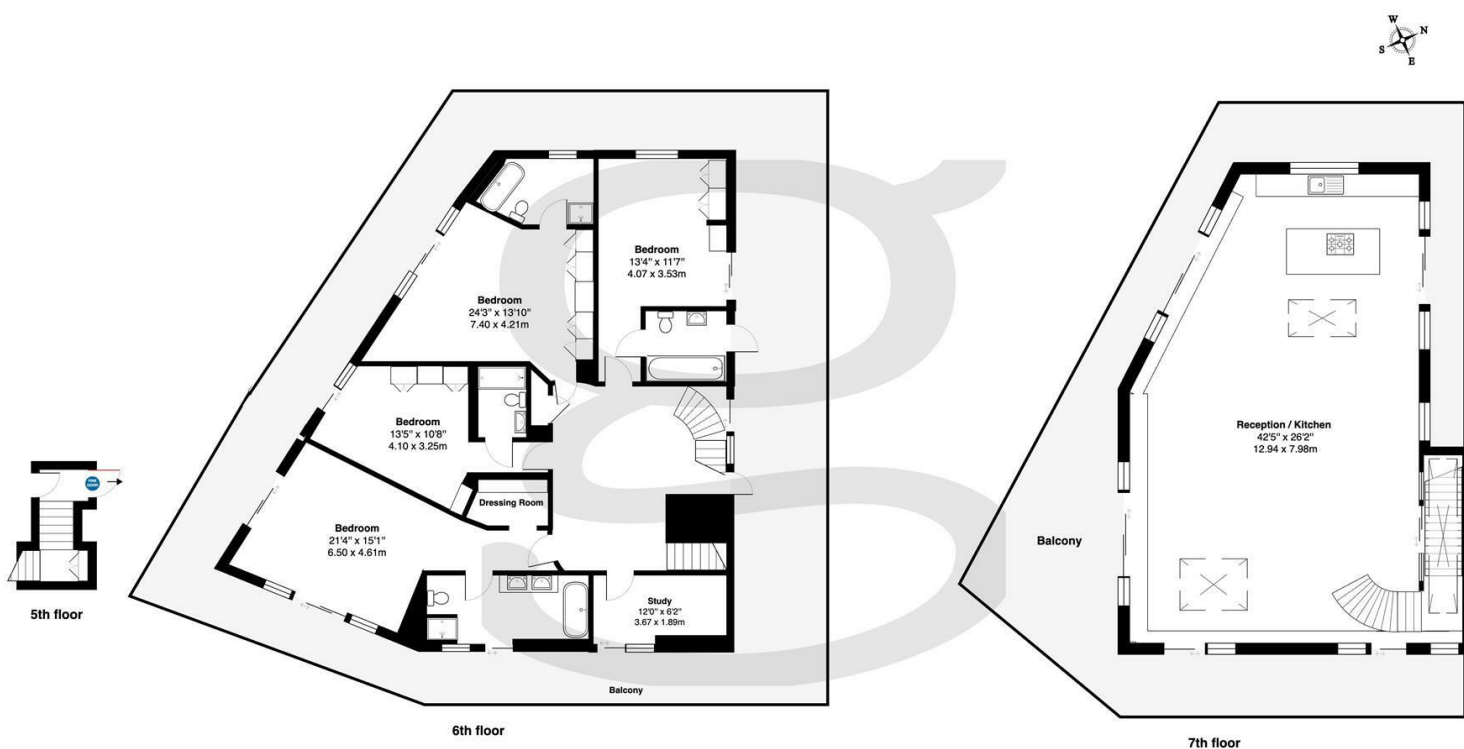 W
N
S
E
Bedroom
13'4" x 11'7"
4.07 x 3.53m
Bedroom
24'3" x 13'10"
7.40 x 4.21m
Bedroom
13'5" x 10'8"
4.10 x 3.25m
Dressing Room
Bedroom
21'4" x 15'1"
6.50 x 4.61m
Study
12'0" x 6'2"
3.67 x 1.89m
Balcony
6th floor
FIRE
DOOR
5th floor
Reception / Kitchen
42'5" x 26'2"
12.94 x 7.98m
Balcony
7th floor
g